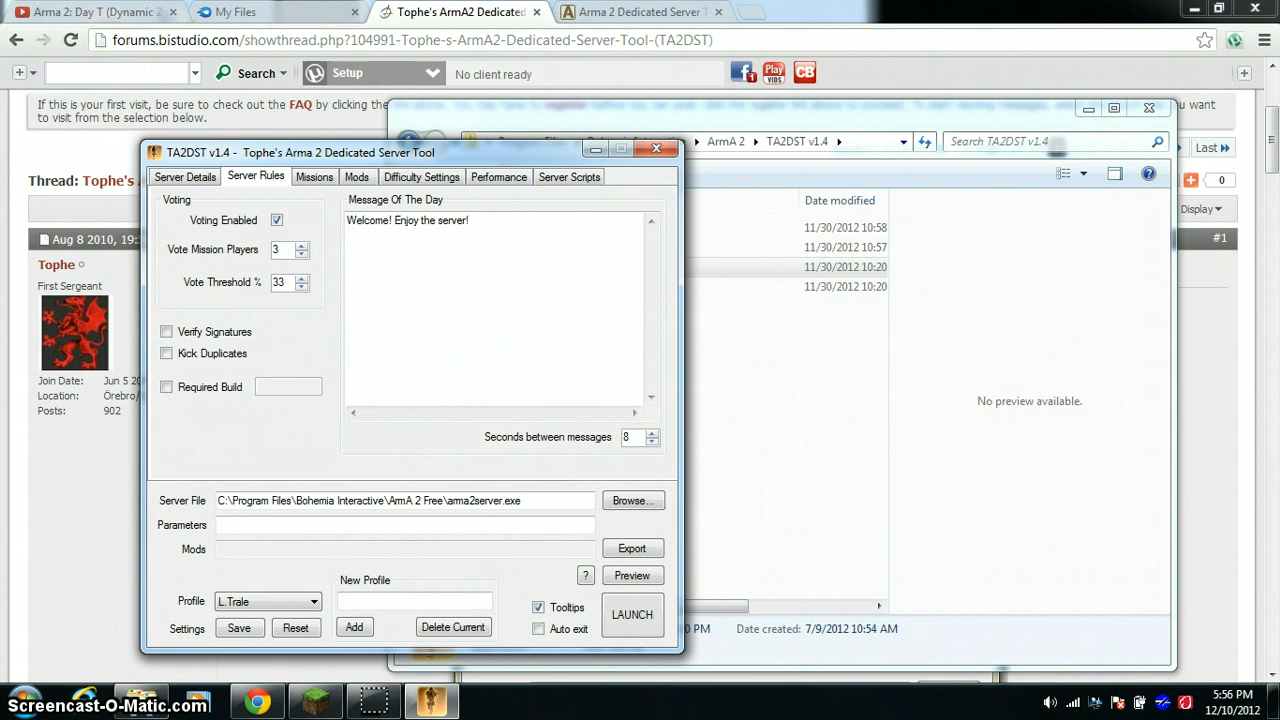 Arma 2: Day T (Dynamic Z
My Files
Tophe's ArmA2 Dedicated
Arma 2 Dedicated Server T
forums.bistudio.com/showthread.php?104991-Tophe-s-ArmA2-Dedicated-Server-Tool-(TA2DST)
Search
Setup
No client ready
1
Play VIDS
CB
If this is your first visit, be sure to check out the FAQ by clicking the
want
to visit from the selection below.
ArmA 2
TA2DST v1.4
Search TA2DST v1.4
Last
Thread: Tophe's
0
Display
Date modified
#1
Aug 8 2010, 19:
11/30/2012 10:58
11/30/2012 10:57
11/30/2012 10:20
11/30/2012 10:20
Tophe
First Sergeant
Join Date: Jun 5 20
Location: Örebro/
Posts: 902
No preview available.
PM
Date created: 7/9/2012 10:54 AM
TA2DST v1.4 - Tophe's Arma 2 Dedicated Server Tool
Server Details
Server Rules
Missions
Mods
Difficulty Settings
Performance
Server Scripts
Voting
Voting Enabled
Vote Mission Players 3
Vote Threshold % 33
Verify Signatures
Kick Duplicates
Required Build
Message Of The Day
Welcome! Enjoy the server!
Seconds between messages 8
Server File C:\Program Files\Bohemia Interactive\ArmA 2 Free\arma2server.exe Browse...
Parameters
Mods
Export
New Profile
? Preview
Profile L.Trale
Tooltips
LAUNCH
Settings Save Reset
Add Delete Current
Auto exit
Screencast-O-Matic.com
5:56 PM
12/10/2012